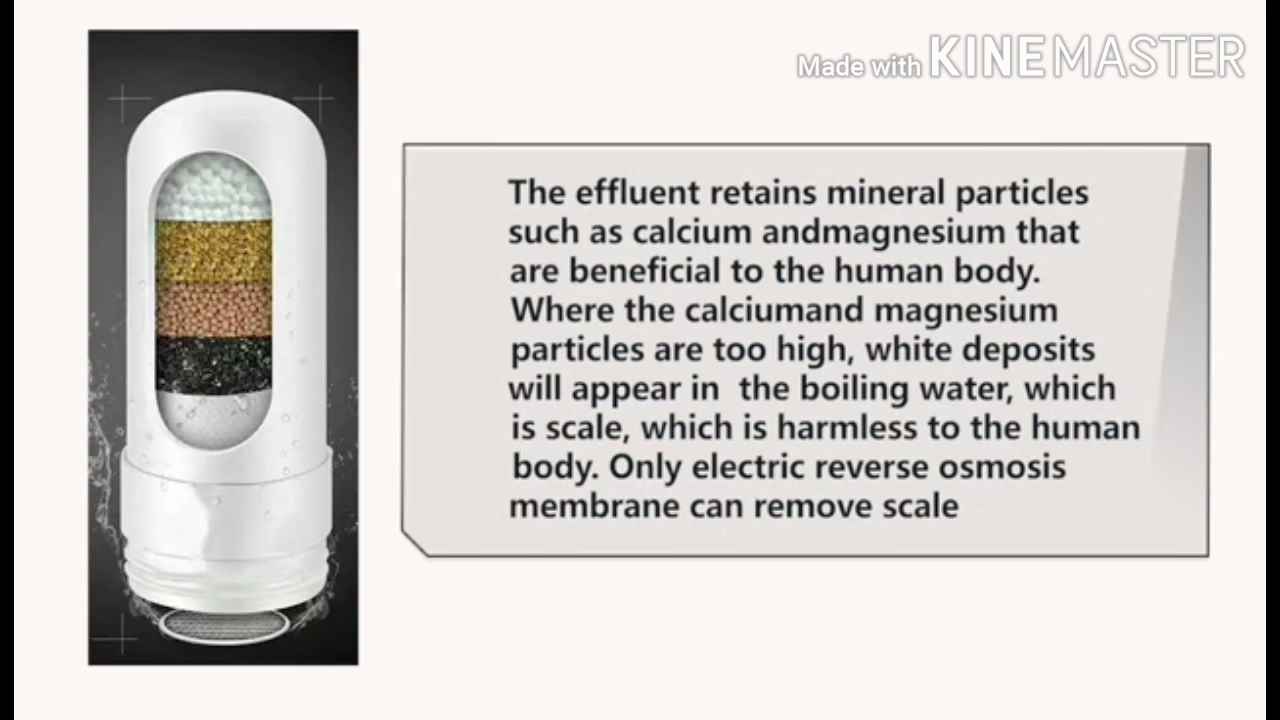 Made with KINEMASTER
The effluent retains mineral particles
such as calcium andmagnesium that
are beneficial to the human body.
Where the calciumand magnesium
particles are too high, white deposits
will appear in the boiling water, which
is scale, which is harmless to the human
body. Only electric reverse osmosis
membrane can remove scale